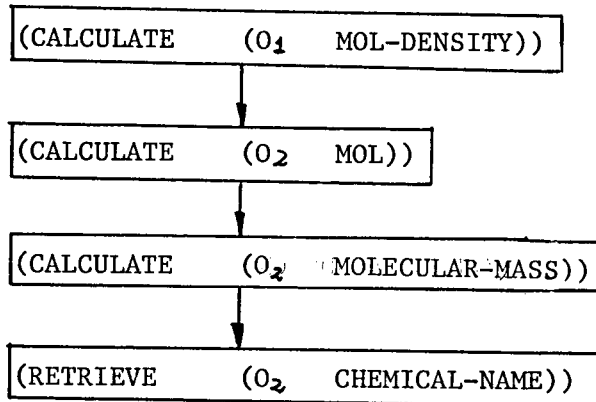 (CALCULATE (O₁ MOL-DENSITY))
(CALCULATE (O₂ MOL))
(CALCULATE (O₂ MOLECULAR-MASS))
(RETRIEVE (O₂ CHEMICAL-NAME))